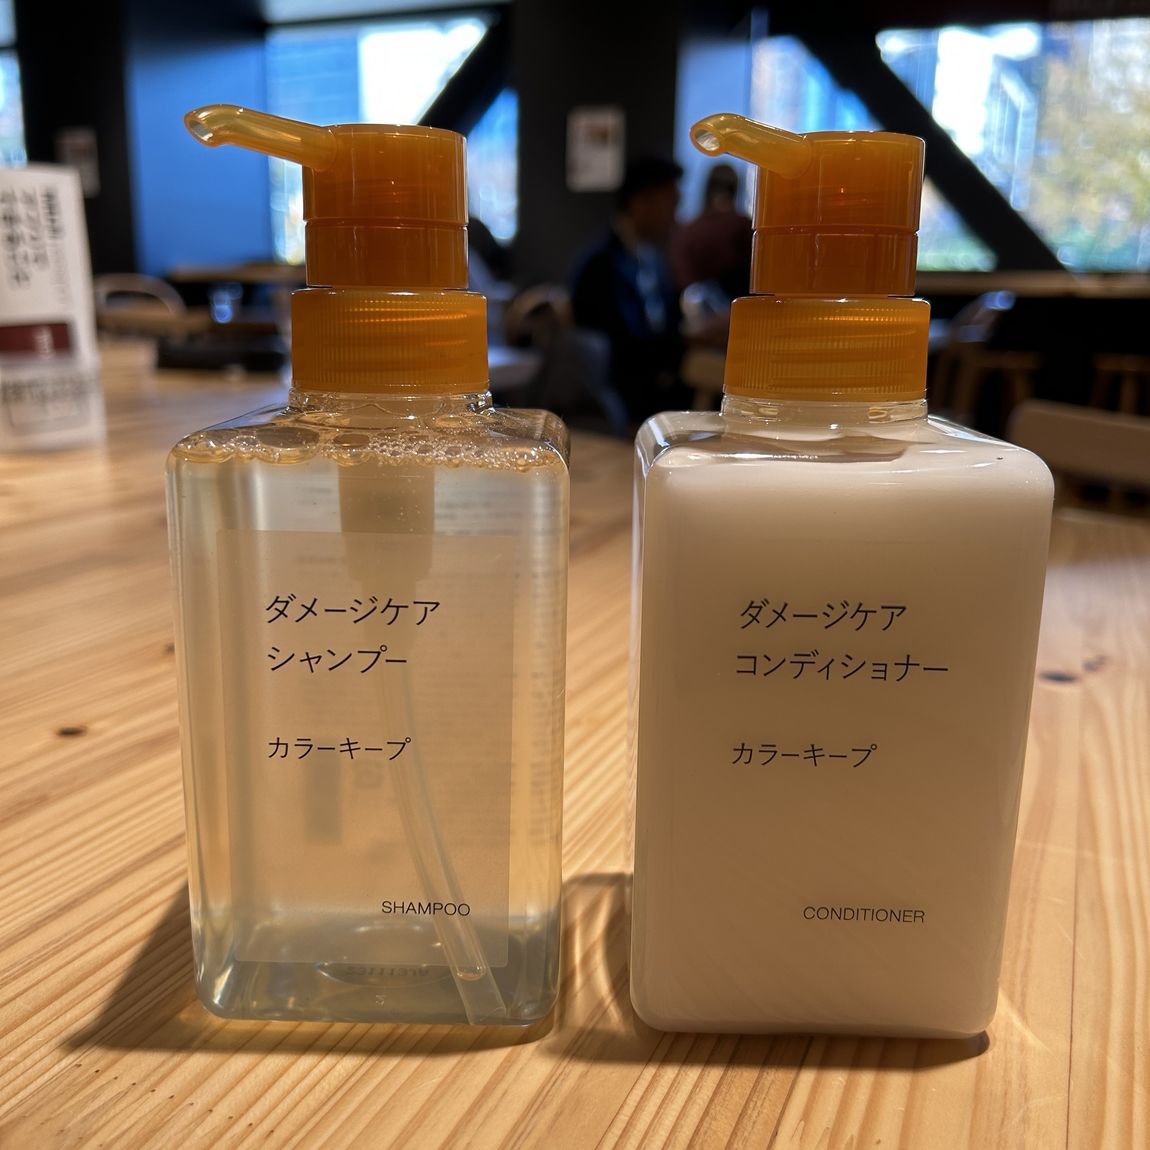 ダメージケア
シャンプー
カラーキープ
SHAMPOO
ダメージケア
コンディショナー
カラーキープ
CONDITIONER